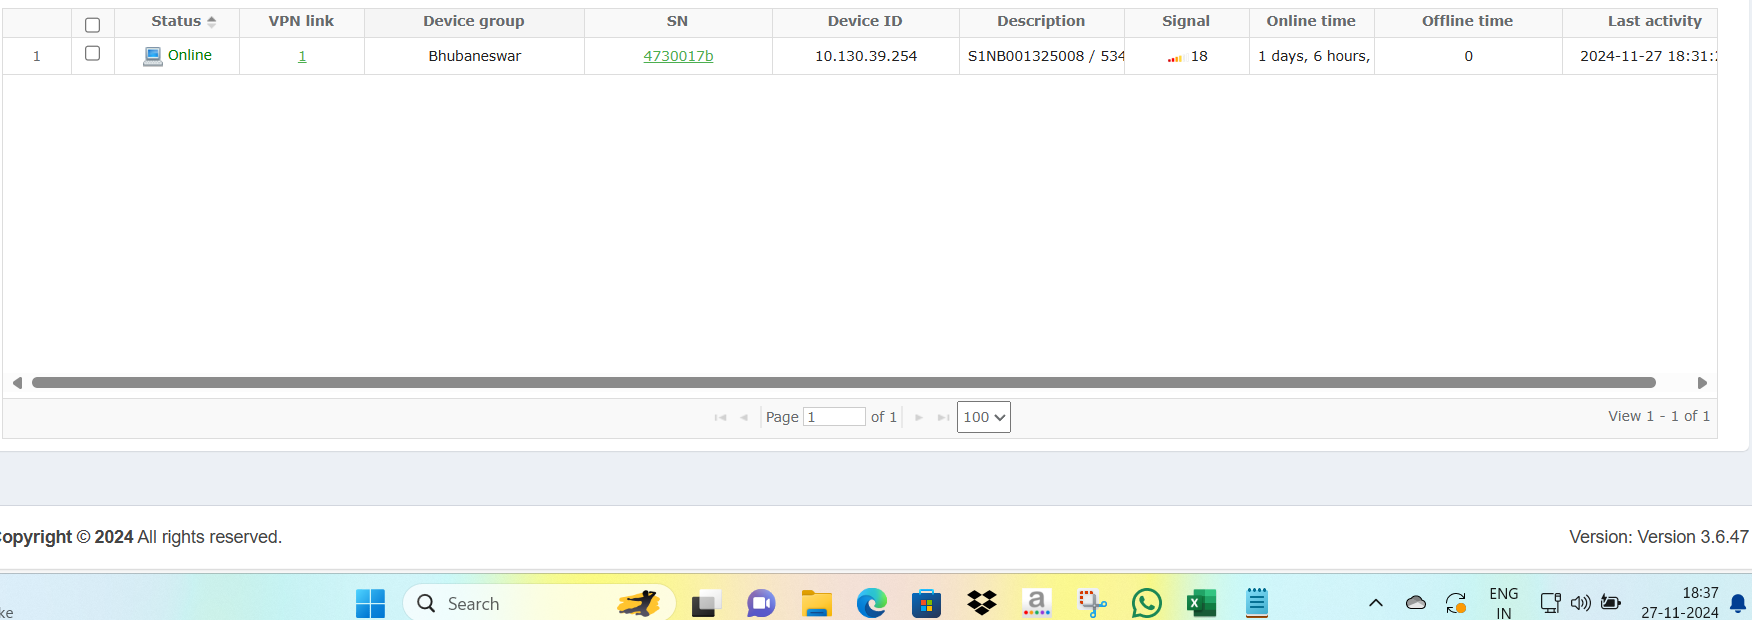 Status VPN link Device group SN Device ID Description Signal Online time Offline time Last activity
1 Online 1 Bhubaneswar 4730017b 10.130.39.254 S1NB001325008 / 534 18 1 days, 6 hours, 0 2024-11-27 18:31:
Page 1 of 1 100 View 1 - 1 of 1
opyright © 2024 All rights reserved. Version: Version 3.6.47
ke Search a X ENG 18:37
IN 27-11-2024